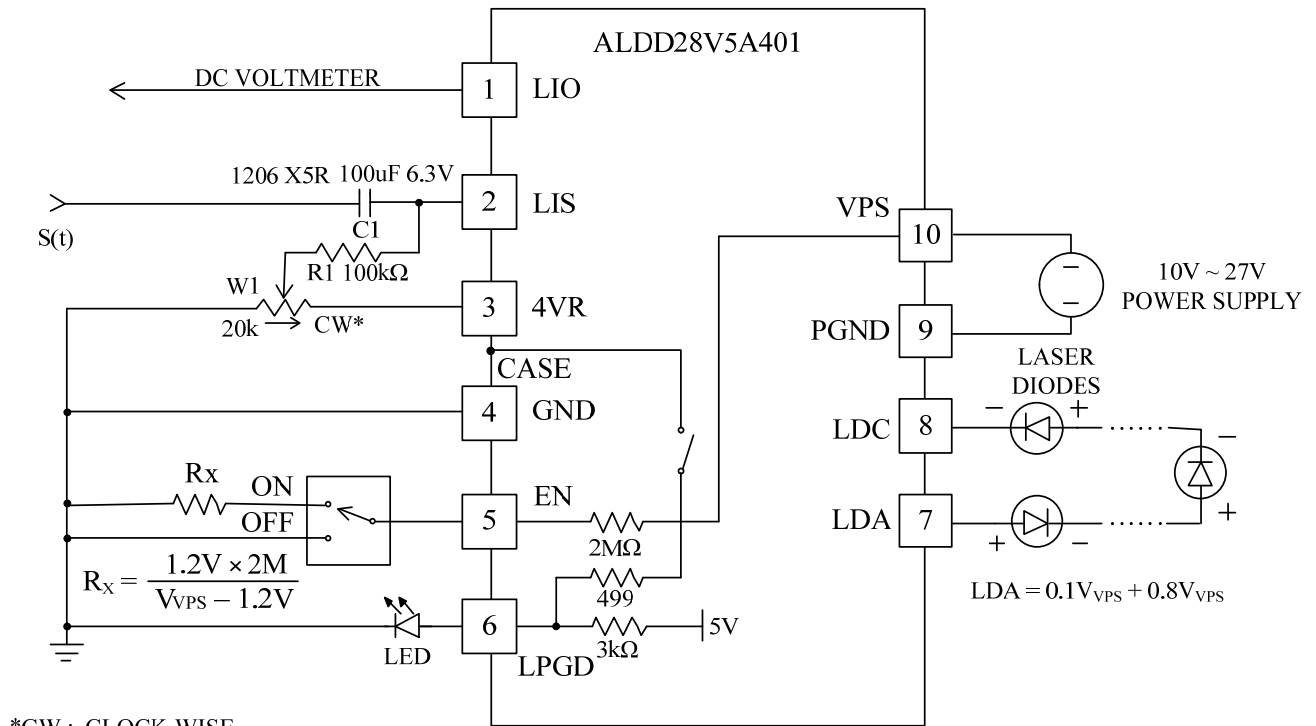 ALDD28V5A401
DC VOLTMETER
1
LIO
1206 X5R 100uF 6.3V
2
LIS
S(t)
C1
R1 100kΩ
W1
20k
CW*
3
4VR
CASE
4
GND
Rx
ON
OFF
5
EN
2MΩ
499
R_X = 1.2V × 2M / V_VPS − 1.2V
LED
6
LPGD
3kΩ
5V
VPS
10
10V ~ 27V
POWER SUPPLY
PGND
9
LASER
DIODES
LDC
8
− +
−
+
LDA
7
+ −
LDA = 0.1V_VPS + 0.8V_VPS
*CW : CLOCK WISE